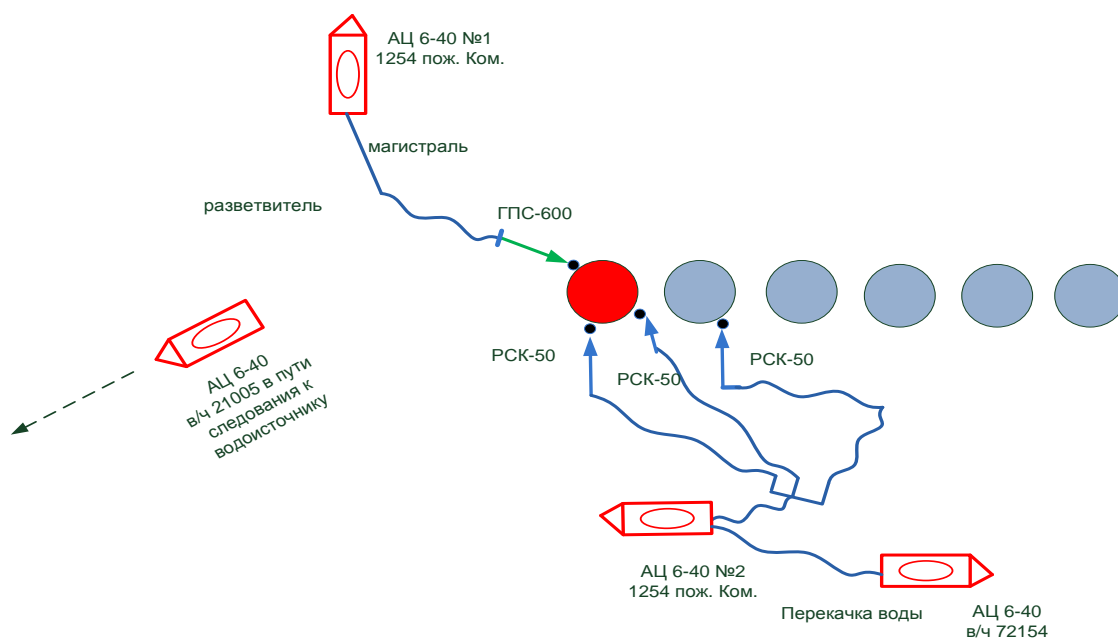 АЦ 6-40 №1
1254 пож. Ком.
магистраль
разветвитель
ГПС-600
РСК-50
РСК-50
РСК-50
АЦ 6-40
в/ч 21005 в пути
следования к
водоисточнику
АЦ 6-40 №2
1254 пож. Ком.
Перекачка воды
АЦ 6-40
в/ч 72154